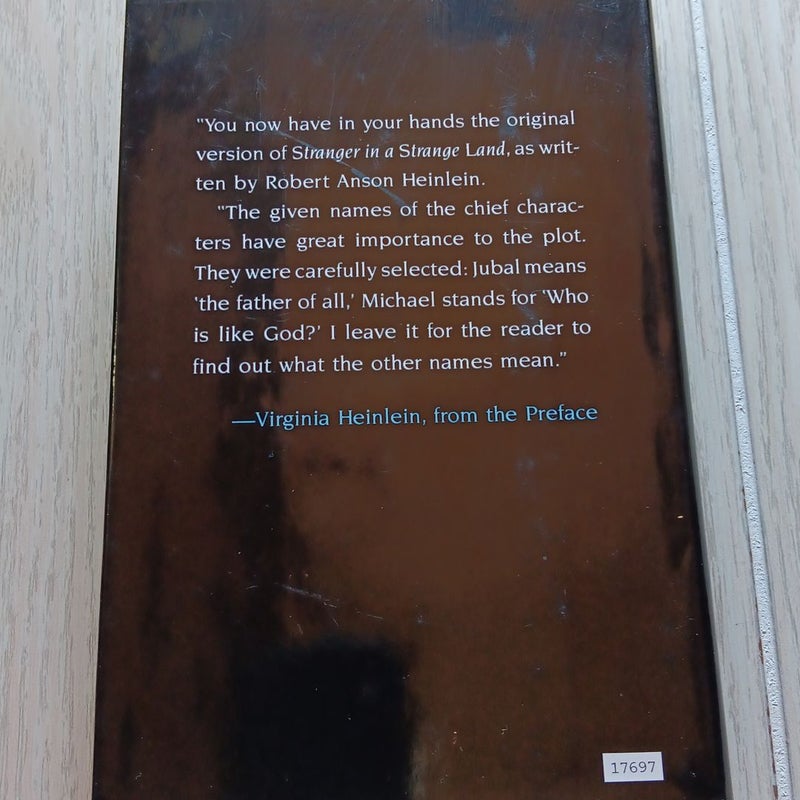 "You now have in your hands the original
version of Stranger in a Strange Land, as writ-
ten by Robert Anson Heinlein.
"The given names of the chief charac-
ters have great importance to the plot.
They were carefully selected: Jubal means
'the father of all,' Michael stands for 'Who
is like God?' I leave it for the reader to
find out what the other names mean."
—Virginia Heinlein, from the Preface
17697